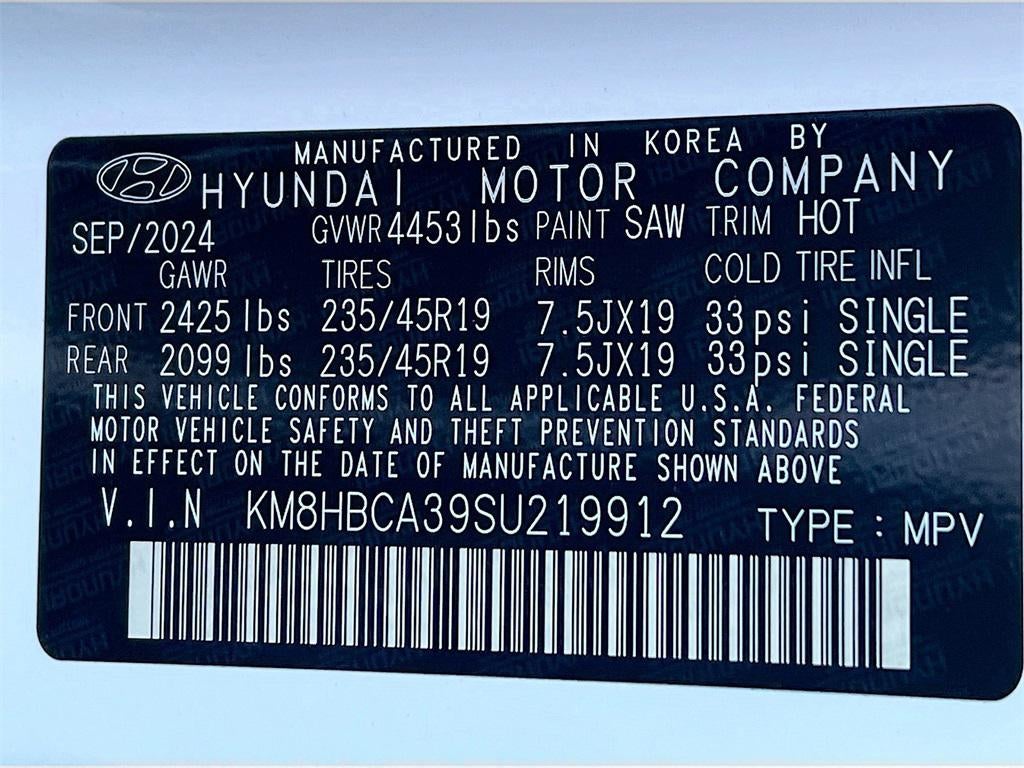 MANUFACTURED IN KOREA BY
HYUNDAI MOTOR COMPANY
SEP/2024 GVWR 4453lbs PAINT SAW TRIM HOT
GAWR TIRES RIMS COLD TIRE INFL
FRONT 2425 lbs 235/45R19 7.5JX19 33psi SINGLE
REAR 2099 lbs 235/45R19 7.5JX19 33psi SINGLE
THIS VEHICLE CONFORMS TO ALL APPLICABLE U.S.A. FEDERAL
MOTOR VEHICLE SAFETY AND THEFT PREVENTION STANDARDS
IN EFFECT ON THE DATE OF MANUFACTURE SHOWN ABOVE
V.I.N KM8HBCA39SU219912 TYPE : MPV